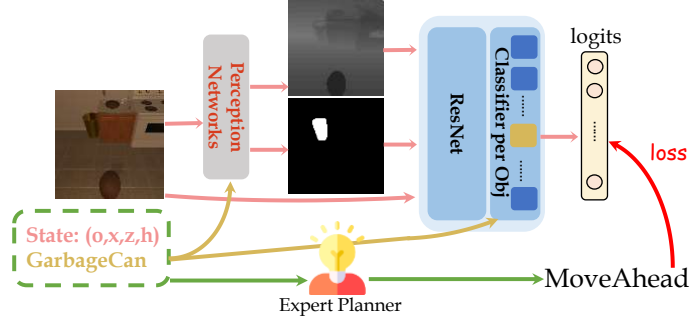 logits
Perception
Networks
ResNet
Classifier per Obj
......
......
......
loss
State: (o,x,z,h)
GarbageCan
Expert Planner
MoveAhead